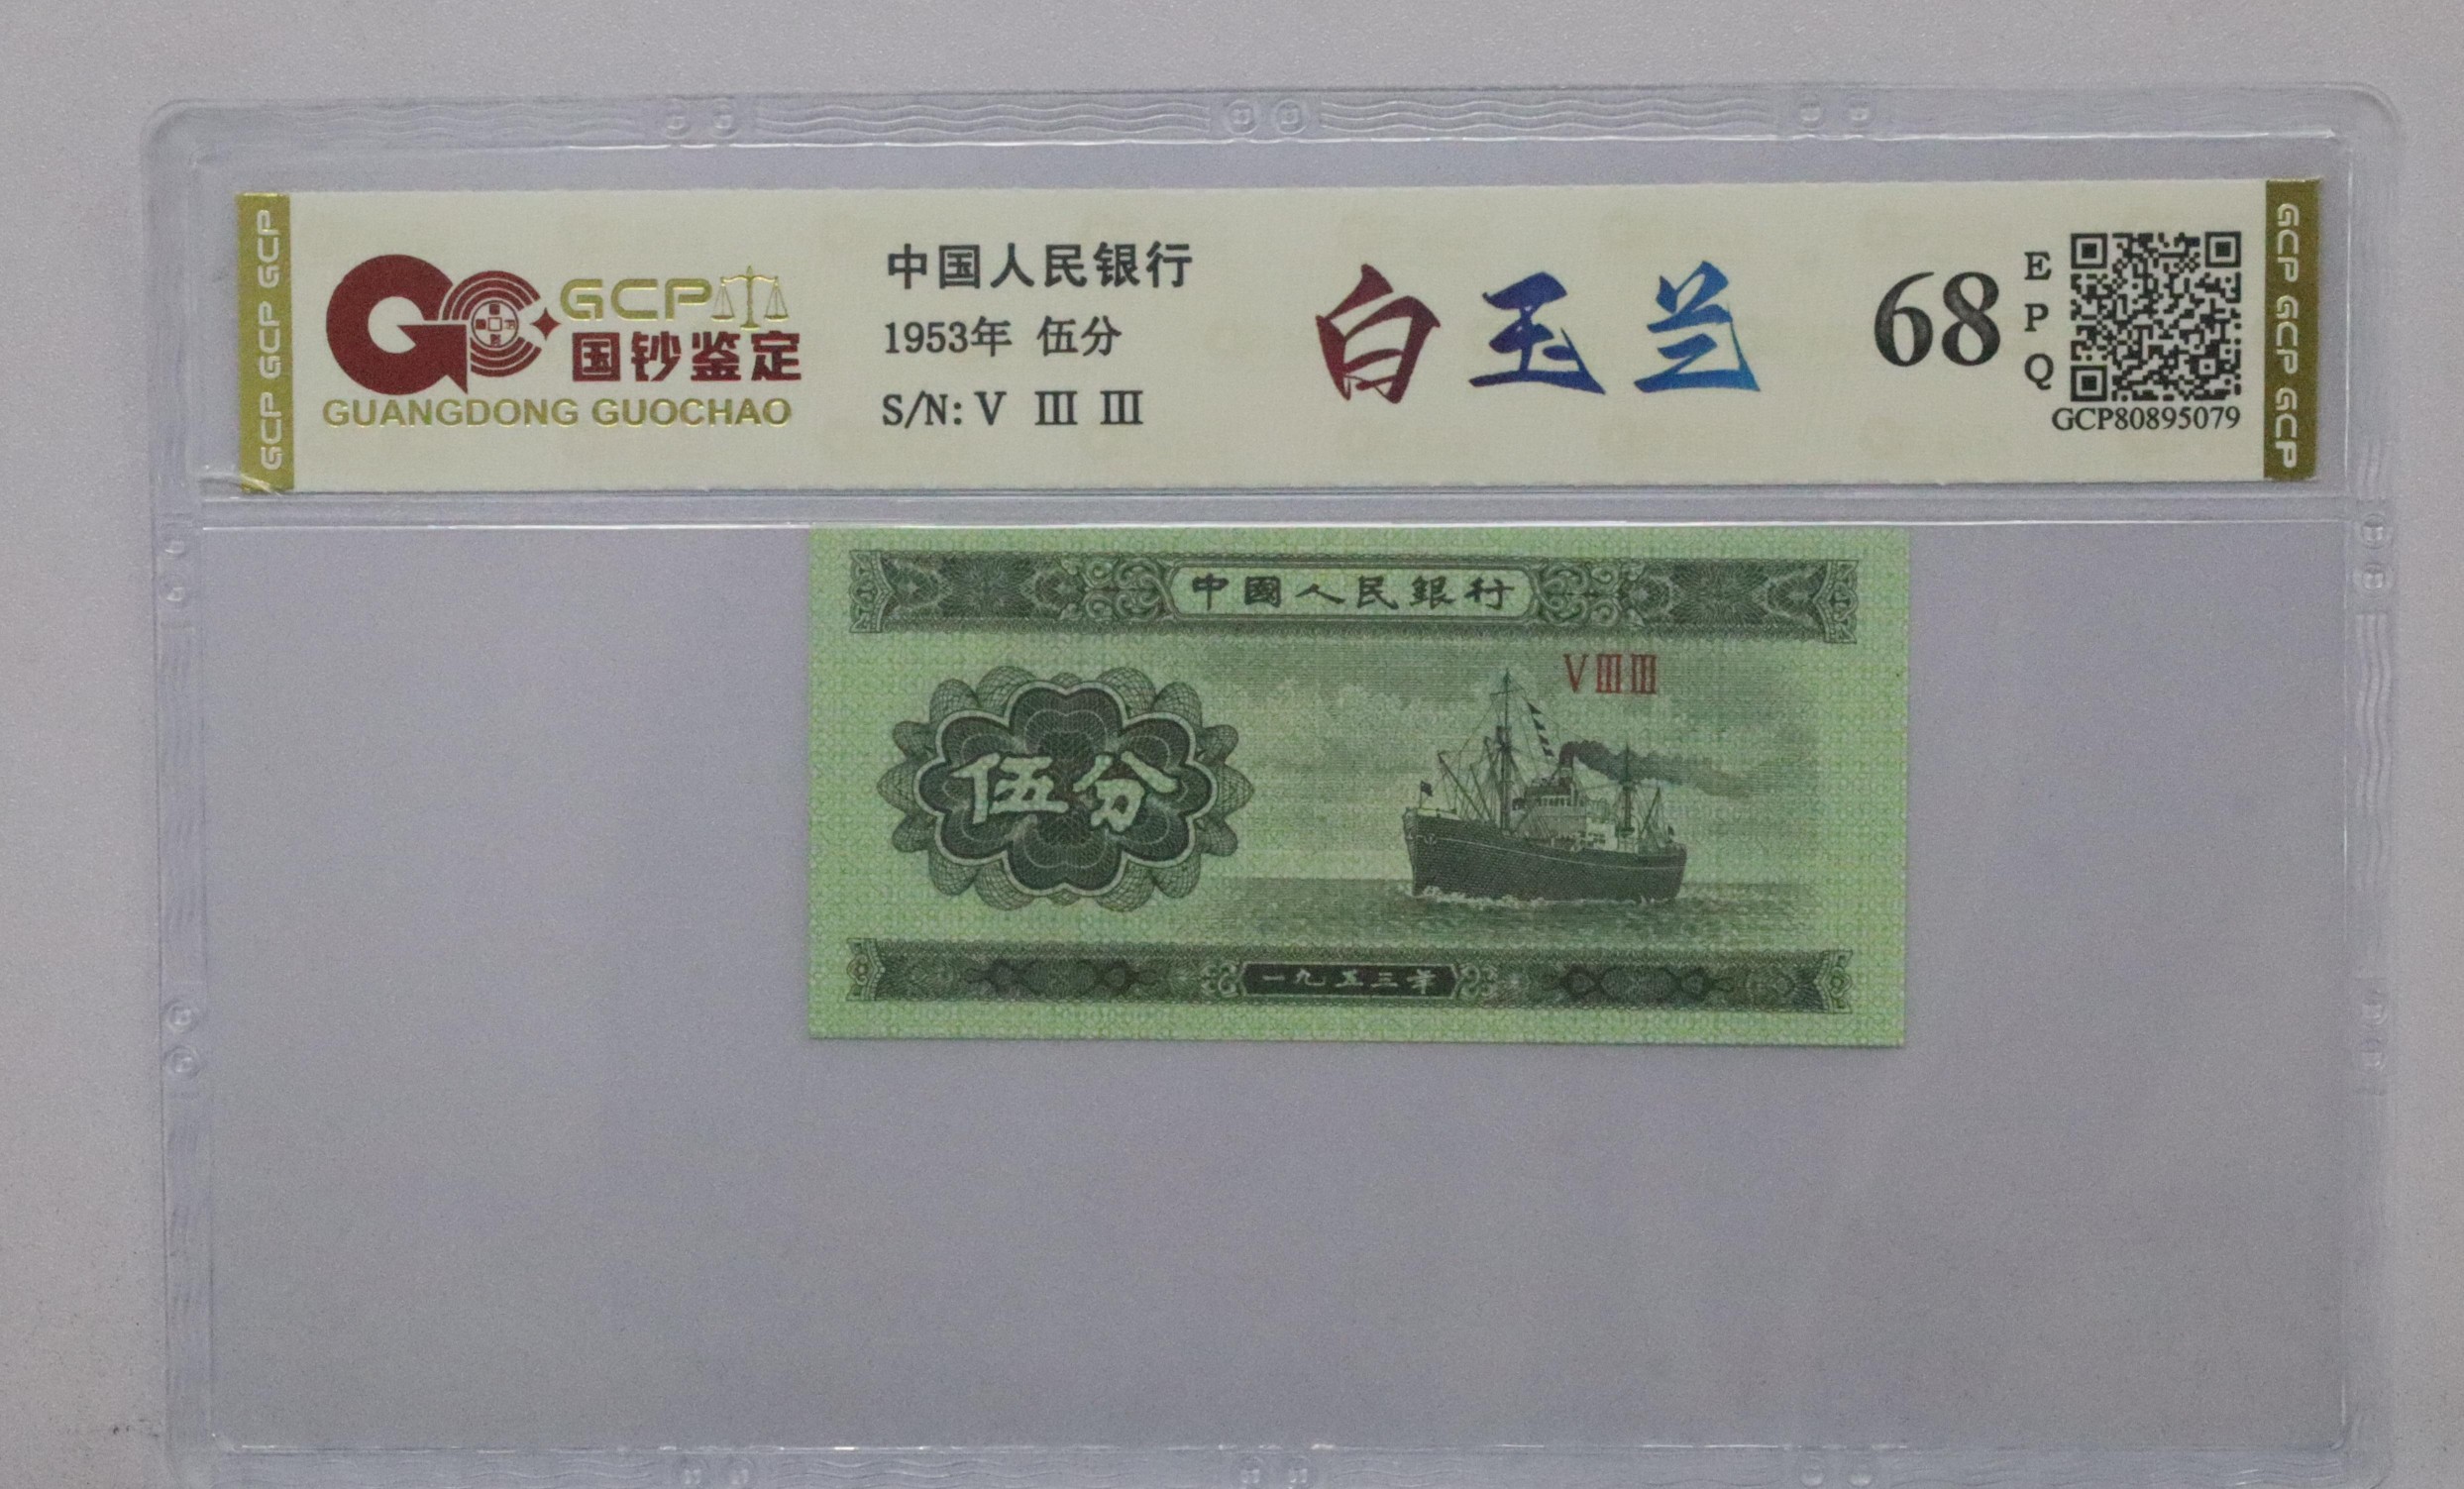 GCP GCP GCP
GCP
国钞鉴定
GUANGDONG GUOCHAO
中国人民银行
1953年 伍分
S/N: V Ⅲ Ⅲ
白玉兰
68
E
P
Q
GCP80895079
GCP GCP GCP
中國人民銀行
VⅢⅢ
伍分
一九五三年